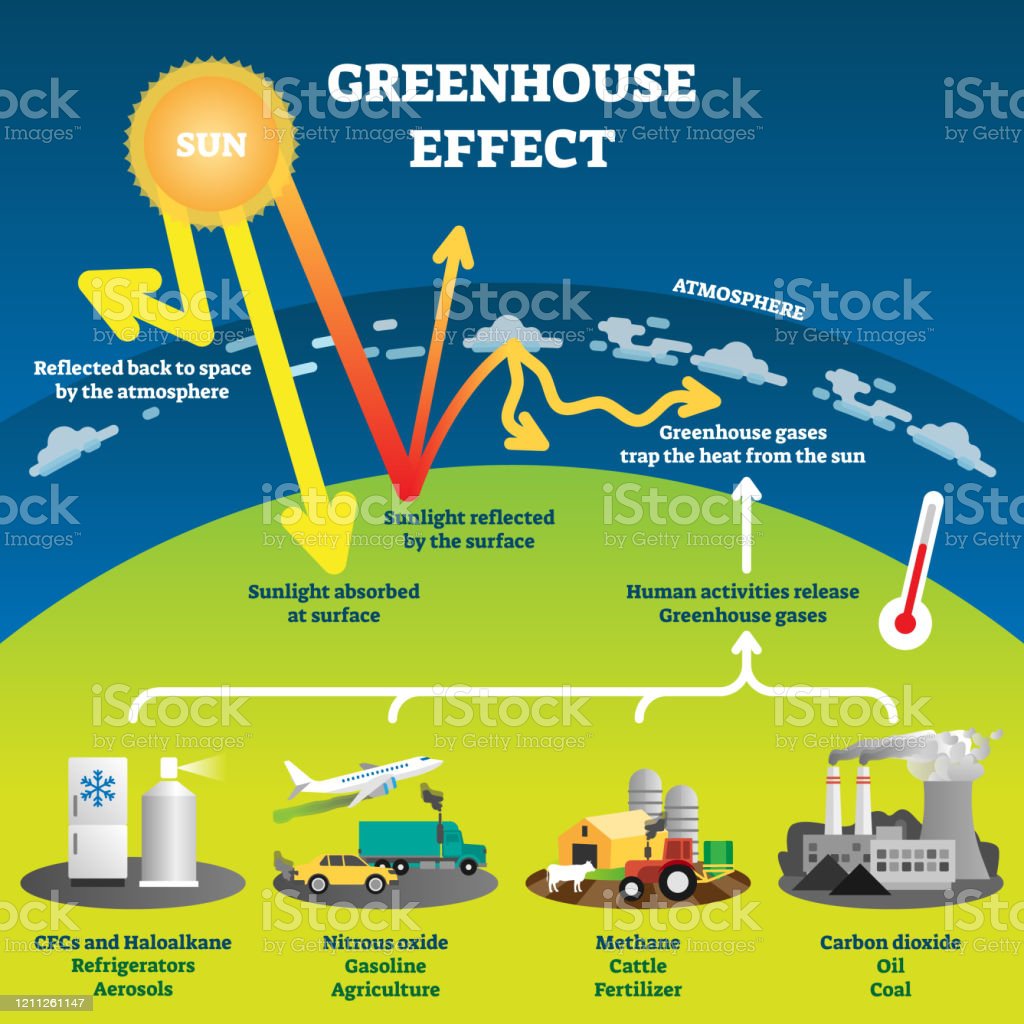 GREENHOUSE
EFFECT
SUN
ATMOSPHERE
Reflected back to space
by the atmosphere
Greenhouse gases
trap the heat from the sun
Sunlight reflected
by the surface
Sunlight absorbed
at surface
Human activities release
Greenhouse gases
CFCs and Haloalkane
Refrigerators
Aerosols
Nitrous oxide
Gasoline
Agriculture
Methane
Cattle
Fertilizer
Carbon dioxide
Oil
Coal
iStock
by Getty Images™
1211261147